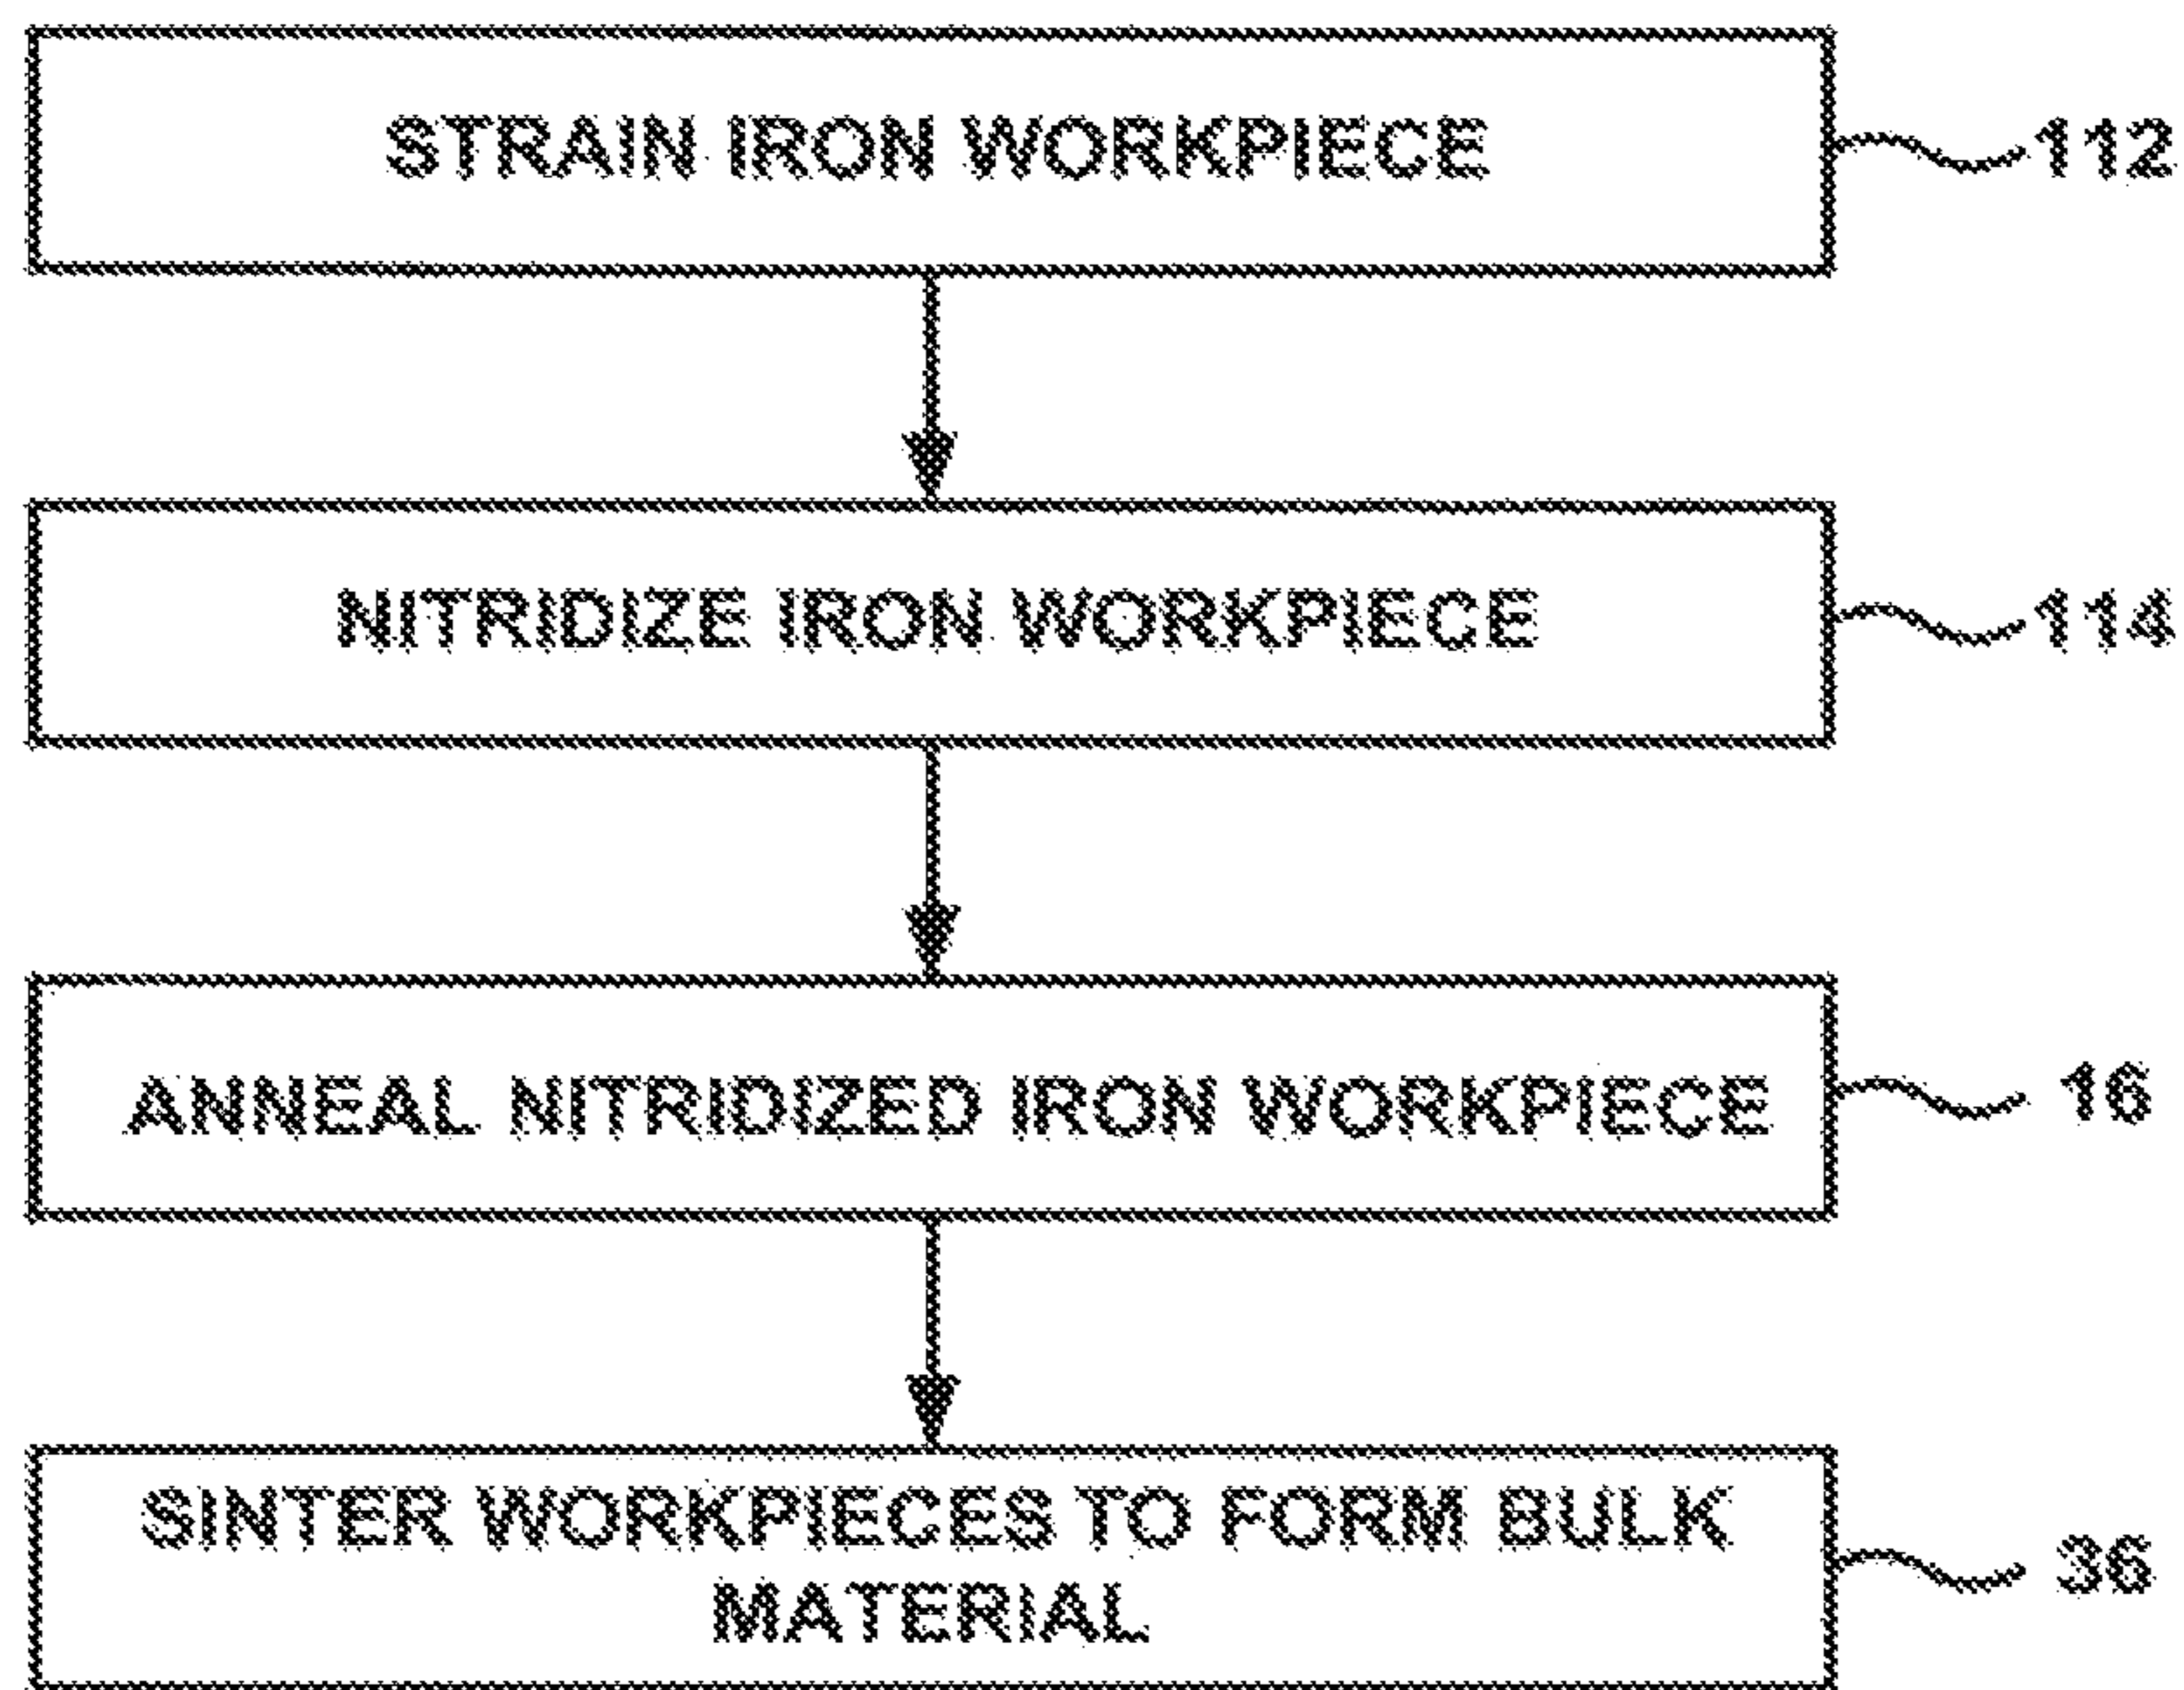 STRAIN IRON WORKPIECE 112
NITRIDIZE IRON WORKPIECE 114
ANNEAL NITRIDIZED IRON WORKPIECE 16
SINTER WORKPIECES TO FORM BULK
MATERIAL
36